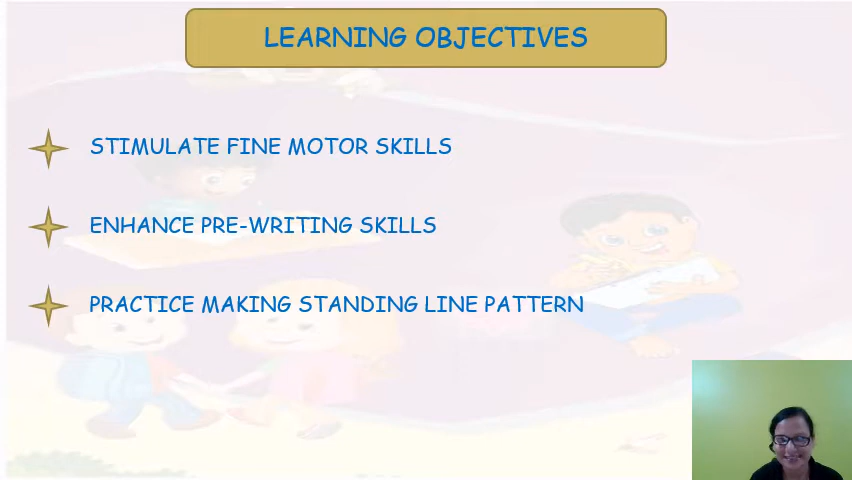 LEARNING OBJECTIVES
STIMULATE FINE MOTOR SKILLS
ENHANCE PRE-WRITING SKILLS
PRACTICE MAKING STANDING LINE PATTERN